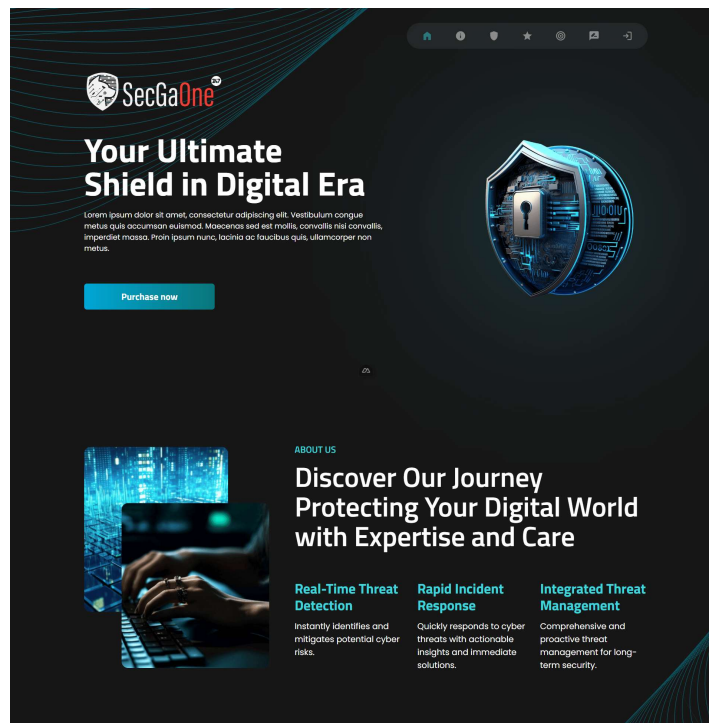 SecGaOne
Your Ultimate
Shield in Digital Era
Lorem ipsum dolor sit amet, consectetur adipiscing elit. Vestibulum congue
metus quis accumsan euismod. Maecenas sed est mollis, convallis nisi convallis,
imperdiet massa. Proin ipsum nunc, lacinia ac faucibus quis, ullamcorper non
metus.
Purchase now
ABOUT US
Discover Our Journey
Protecting Your Digital World
with Expertise and Care
Real-Time Threat
Detection
Instantly identifies and
mitigates potential cyber
risks.
Rapid Incident
Response
Quickly responds to cyber
threats with actionable
insights and immediate
solutions.
Integrated Threat
Management
Comprehensive and
proactive threat
management for long-
term security.